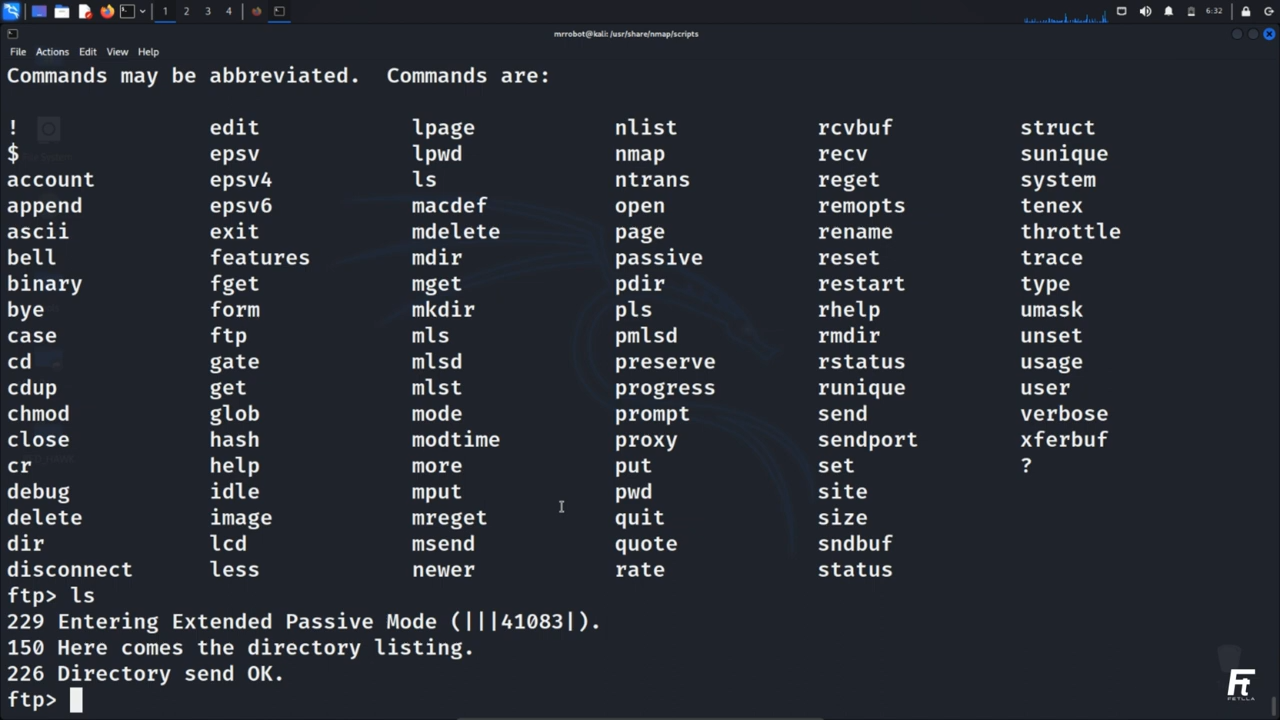 1 2 3 4 6:32
mrrobot@kali: /usr/share/nmap/scripts
File Actions Edit View Help
Commands may be abbreviated. Commands are:
! edit lpage nlist rcvbuf struct
$ epsv lpwd nmap recv sunique
account epsv4 ls ntrans reget system
append epsv6 macdef open remopts tenex
ascii exit mdelete page rename throttle
bell features mdir passive reset trace
binary fget mget pdir restart type
bye form mkdir pls rhelp umask
case ftp mls pmlsd rmdir unset
cd gate mlsd preserve rstatus usage
cdup get mlst progress runique user
chmod glob mode prompt send verbose
close hash modtime proxy sendport xferbuf
cr help more put set ?
debug idle mput pwd site
delete image mreget quit size
dir lcd msend quote sndbuf
disconnect less newer rate status
ftp> ls
229 Entering Extended Passive Mode (|||41083|).
150 Here comes the directory listing.
226 Directory send OK.
ftp>
FETLLA